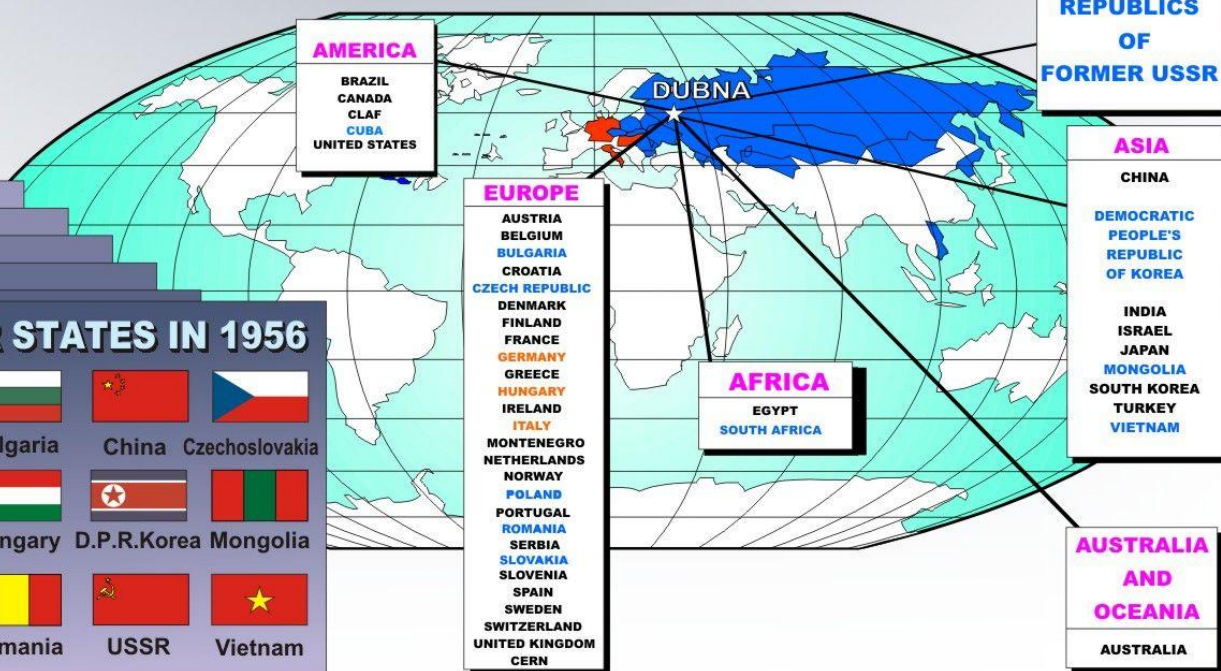 REPUBLICS
OF
FORMER USSR
AMERICA
BRAZIL
CANADA
CLAF
CUBA
UNITED STATES
DUBNA
ASIA
CHINA
DEMOCRATIC
PEOPLE'S
REPUBLIC
OF KOREA
INDIA
ISRAEL
JAPAN
MONGOLIA
SOUTH KOREA
TURKEY
VIETNAM
EUROPE
AUSTRIA
BELGIUM
BULGARIA
CROATIA
CZECH REPUBLIC
DENMARK
FINLAND
FRANCE
GERMANY
GREECE
HUNGARY
IRELAND
ITALY
MONTENEGRO
NETHERLANDS
NORWAY
POLAND
PORTUGAL
ROMANIA
SERBIA
SLOVAKIA
SLOVENIA
SPAIN
SWEDEN
SWITZERLAND
UNITED KINGDOM
CERN
AFRICA
EGYPT
SOUTH AFRICA
AUSTRALIA
AND
OCEANIA
AUSTRALIA
R STATES IN 1956
lgaria China Czechoslovakia
ngary D.P.R.Korea Mongolia
mania USSR Vietnam